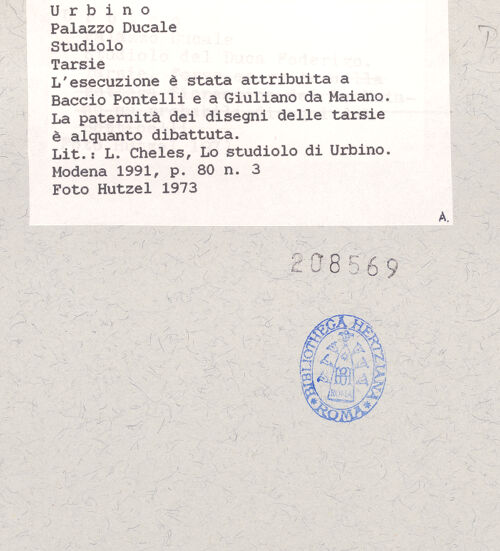 U r b i n o
Palazzo Ducale
Studiolo
Tarsie
L'esecuzione è stata attribuita a
Baccio Pontelli e a Giuliano da Maiano.
La paternità dei disegni delle tarsie
è alquanto dibattuta.
Lit.: L. Cheles, Lo studiolo di Urbino.
Modena 1991, p. 80 n. 3
Foto Hutzel 1973
A.
208569
BIBLIOTHECA HERTZIANA
* ROMA *